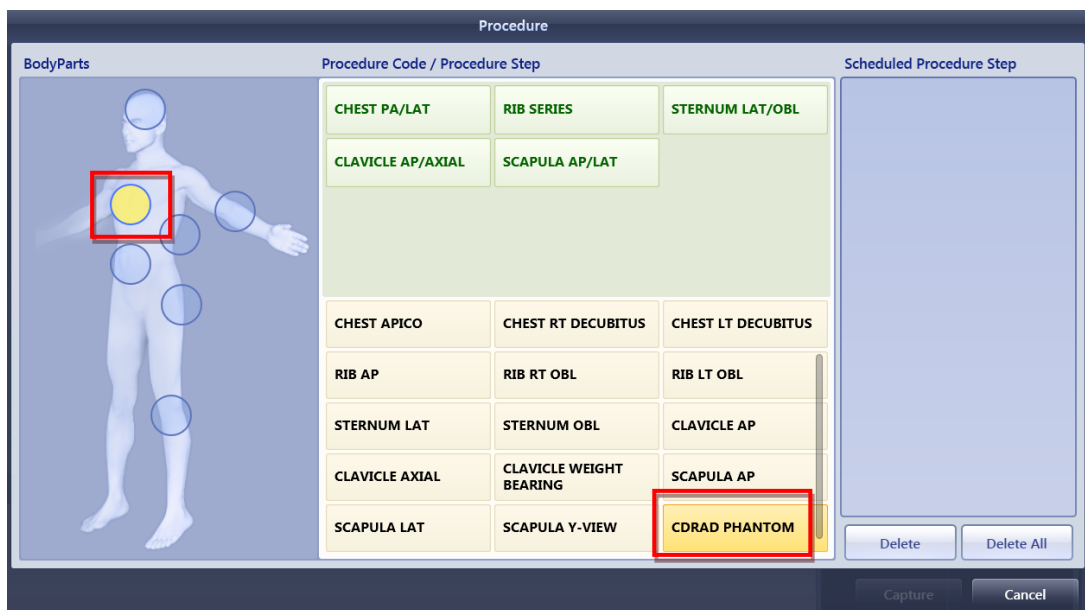 Procedure
BodyParts
Procedure Code / Procedure Step
Scheduled Procedure Step
CHEST PA/LAT
RIB SERIES
STERNUM LAT/OBL
CLAVICLE AP/AXIAL
SCAPULA AP/LAT
CHEST APICO
CHEST RT DECUBITUS
CHEST LT DECUBITUS
RIB AP
RIB RT OBL
RIB LT OBL
STERNUM LAT
STERNUM OBL
CLAVICLE AP
CLAVICLE AXIAL
CLAVICLE WEIGHT
BEARING
SCAPULA AP
SCAPULA LAT
SCAPULA Y-VIEW
CDRAD PHANTOM
Delete
Delete All
Capture
Cancel